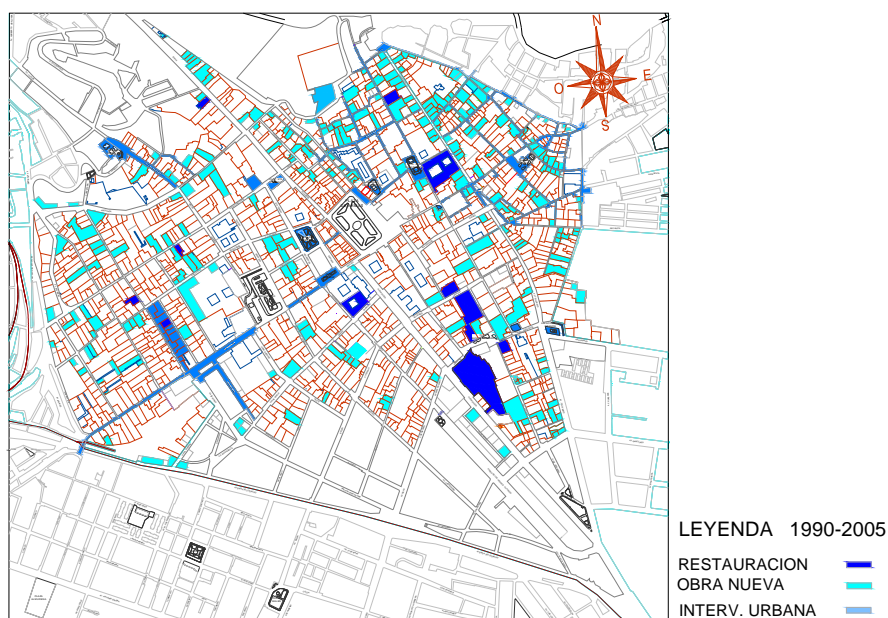 N
O
E
S
LEYENDA 1990-2005
RESTAURACION
OBRA NUEVA
INTERV. URBANA